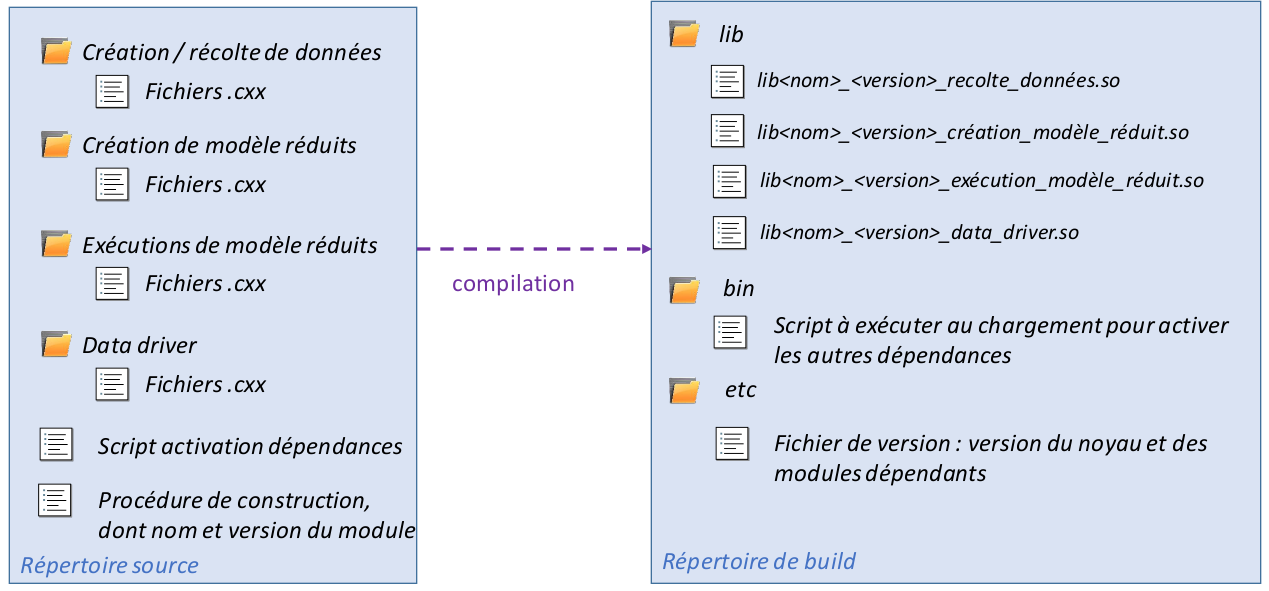 Création / récolte de données
Fichiers .cxx
Création de modèle réduits
Fichiers .cxx
Exécutions de modèle réduits
Fichiers .cxx
Data driver
Fichiers .cxx
Script activation dépendances
Procédure de construction,
dont nom et version du module
Répertoire source
compilation
lib
lib<nom>_<version>_recolte_données.so
lib<nom>_<version>_création_modèle_réduit.so
lib<nom>_<version>_exécution_modèle_réduit.so
lib<nom>_<version>_data_driver.so
bin
Script à exécuter au chargement pour activer
les autres dépendances
etc
Fichier de version : version du noyau et des
modules dépendants
Répertoire de build